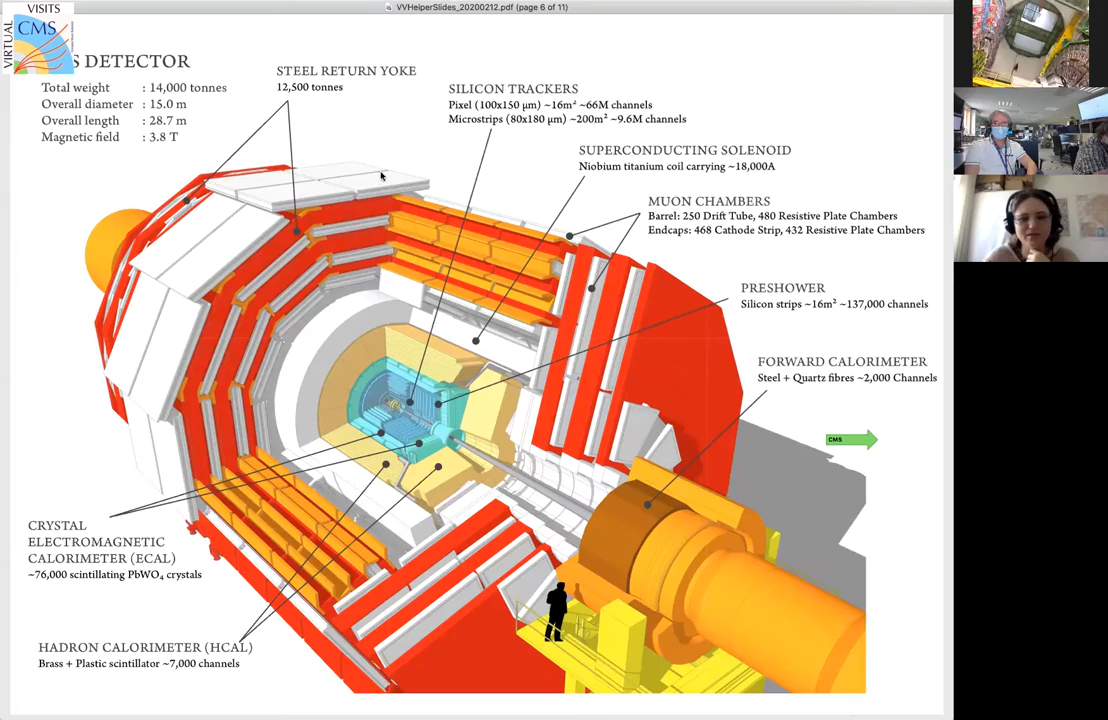 VVHelperSlides_20200212.pdf (page 6 of 11)
VIRTUAL
VISITS
CMS
S DETECTOR
Total weight : 14,000 tonnes
Overall diameter : 15.0 m
Overall length : 28.7 m
Magnetic field : 3.8 T
STEEL RETURN YOKE
12,500 tonnes
SILICON TRACKERS
Pixel (100x150 μm) ~16m² ~66M channels
Microstrips (80x180 μm) ~200m² ~9.6M channels
SUPERCONDUCTING SOLENOID
Niobium titanium coil carrying ~18,000A
MUON CHAMBERS
Barrel: 250 Drift Tube, 480 Resistive Plate Chambers
Endcaps: 468 Cathode Strip, 432 Resistive Plate Chambers
PRESHOWER
Silicon strips ~16m² ~137,000 channels
FORWARD CALORIMETER
Steel + Quartz fibres ~2,000 Channels
CMS
CRYSTAL
ELECTROMAGNETIC
CALORIMETER (ECAL)
~76,000 scintillating PbWO₄ crystals
HADRON CALORIMETER (HCAL)
Brass + Plastic scintillator ~7,000 channels